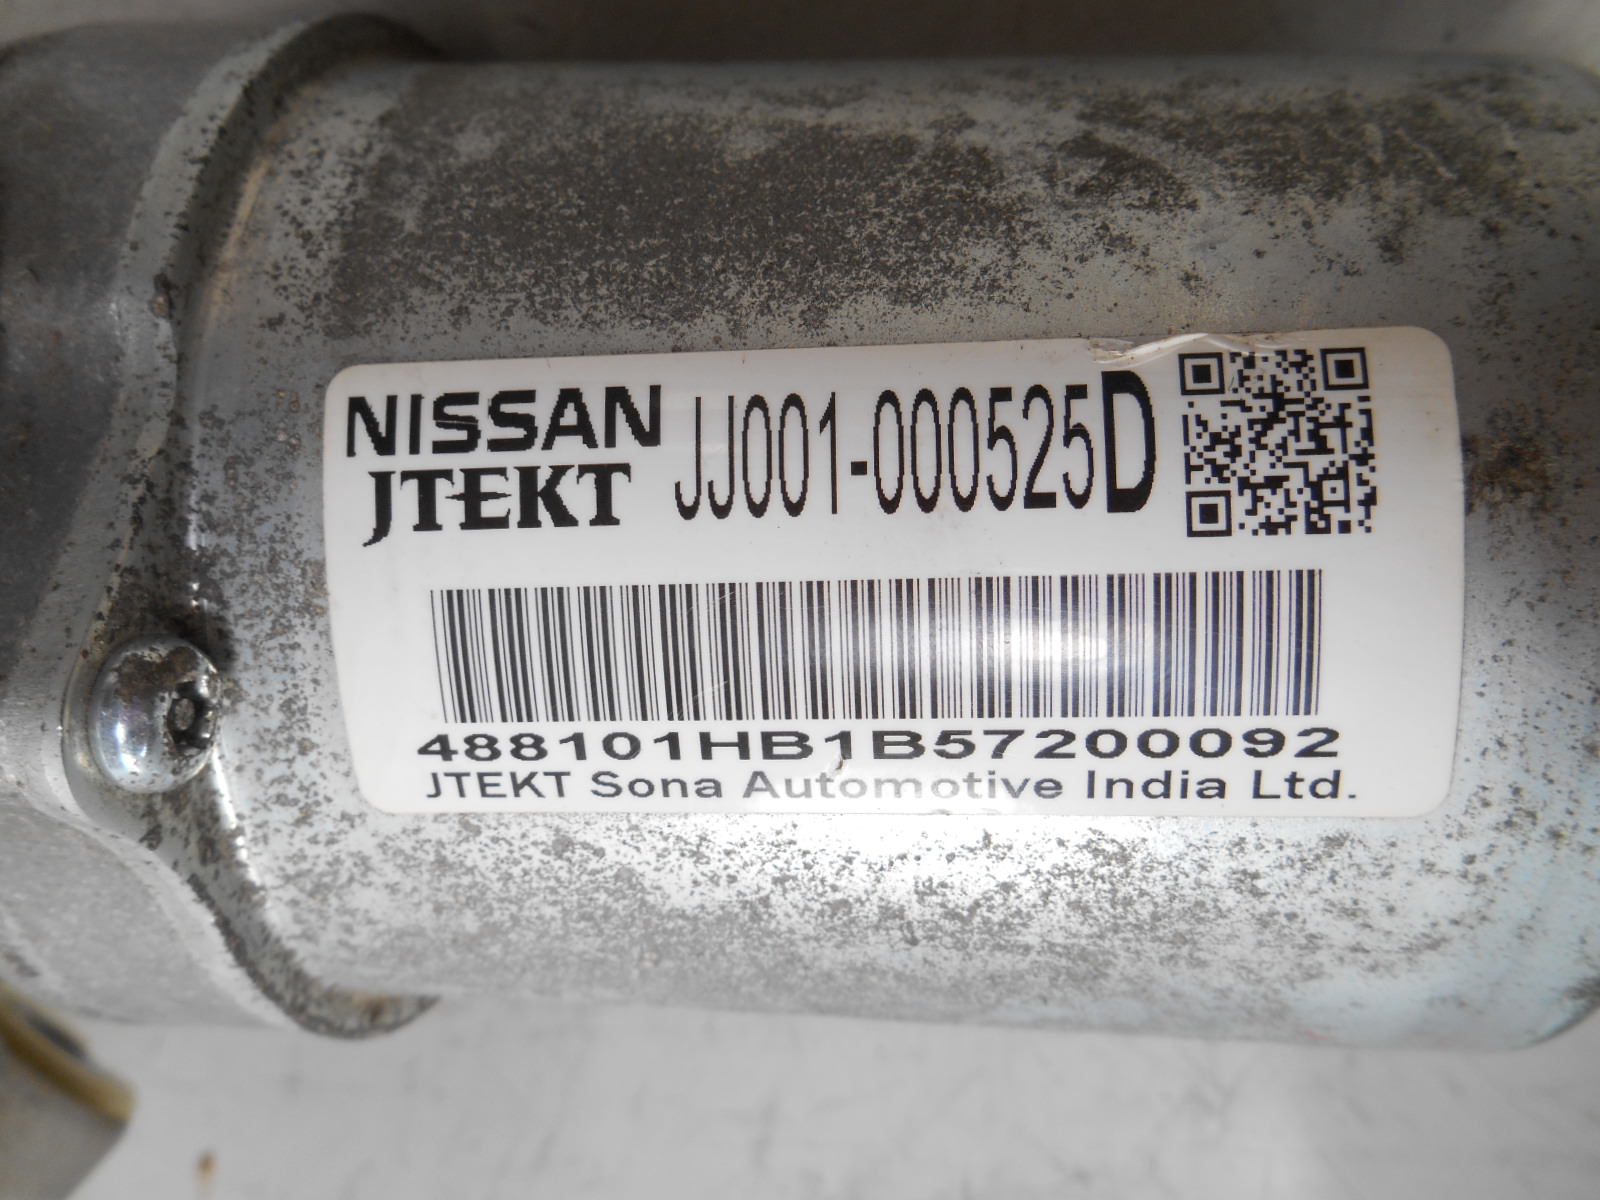 NISSAN
JTEKT
JJ001-000525D
488101HB1B57200092
JTEKT Sona Automotive India Ltd.